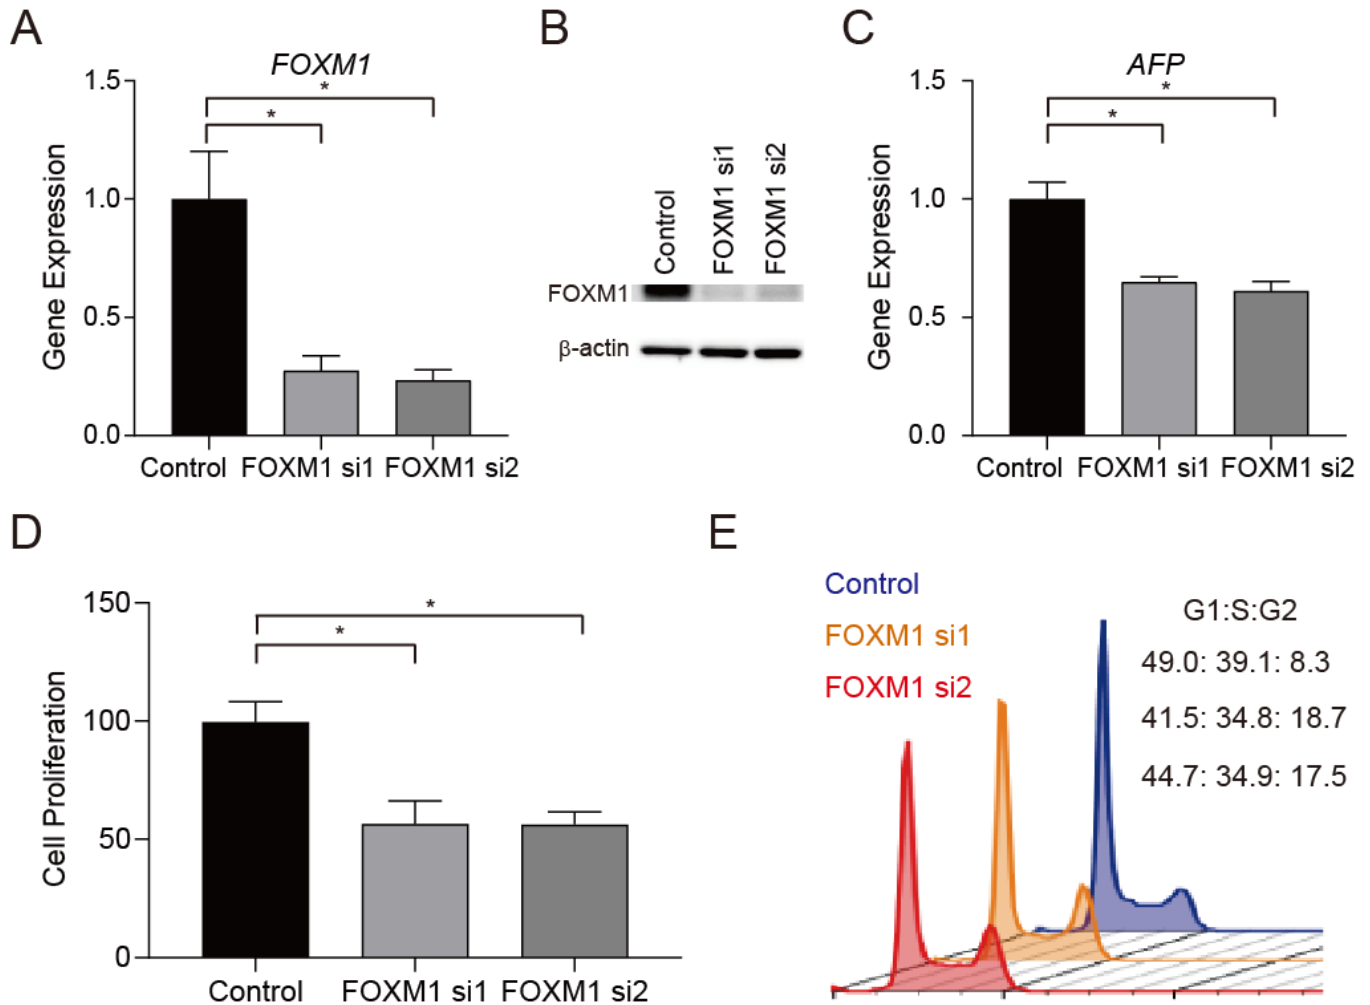 A
FOXM1
Gene Expression
1.5
1.0
0.5
0.0
*
*
Control FOXM1 si1 FOXM1 si2
B
Control
FOXM1 si1
FOXM1 si2
FOXM1
β-actin
C
AFP
Gene Expression
1.5
1.0
0.5
0.0
*
*
Control FOXM1 si1 FOXM1 si2
D
Cell Proliferation
150
100
50
0
*
*
Control FOXM1 si1 FOXM1 si2
E
Control
FOXM1 si1
FOXM1 si2
G1:S:G2
49.0: 39.1: 8.3
41.5: 34.8: 18.7
44.7: 34.9: 17.5